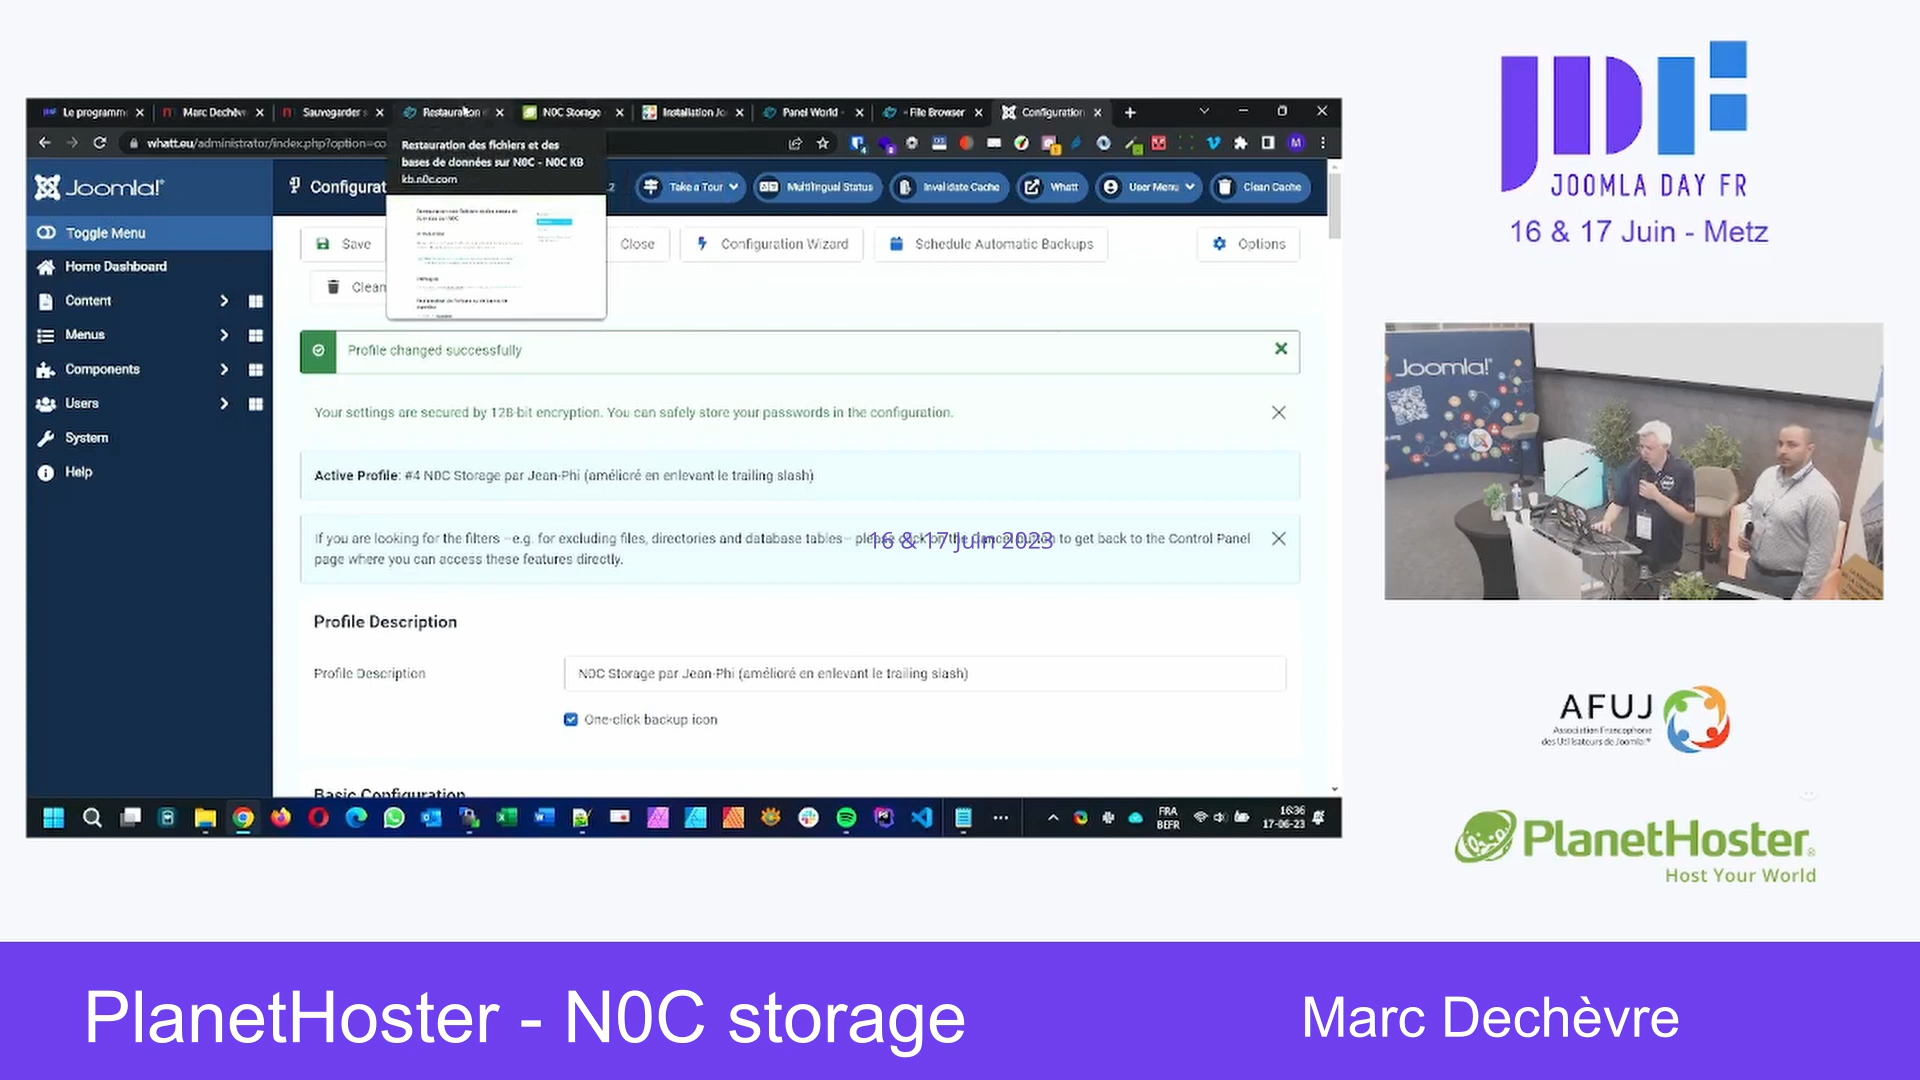 Le programm
Marc Dechèv
Sauvegarder s
Restauration
N0C Storage
Installation Jo
Panel World -
- File Browser
Configuration
whatt.eu/administrator/index.php?option=co
Restauration des fichiers et des
bases de données sur N0C - N0C KB
kb.n0c.com
Joomla!
Configurat
Take a Tour
Multilingual Status
Invalidate Cache
Whatt
User Menu
Clean Cache
Toggle Menu
Home Dashboard
Content
Menus
Components
Users
System
Help
Save
Close
Configuration Wizard
Schedule Automatic Backups
Options
Clean
Profile changed successfully
Your settings are secured by 128-bit encryption. You can safely store your passwords in the configuration.
Active Profile: #4 N0C Storage par Jean-Phi (amélioré en enlevant le trailing slash)
If you are looking for the filters --e.g. for excluding files, directories and database tables-- please click on the Cancel button to get back to the Control Panel
page where you can access these features directly.
16 & 17 Juin 2023
Profile Description
Profile Description
N0C Storage par Jean-Phi (amélioré en enlevant le trailing slash)
One-click backup icon
Basic Configuration
FRA
BEFR
16:36
17-06-23
JOOMLA DAY FR
16 & 17 Juin - Metz
Joomla!
AFUJ
Association Francophone
des Utilisateurs de Joomla!
PlanetHoster
Host Your World
PlanetHoster - N0C storage
Marc Dechèvre